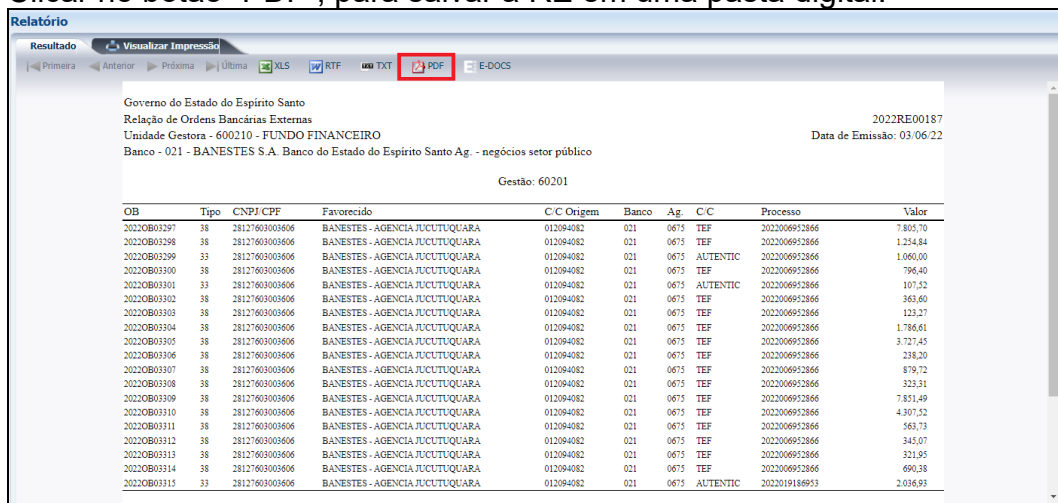 Clicar no botão "PDF", para salvar a RE em uma pasta digital.
Relatório
Resultado Visualizar Impressão
Primeira Anterior Próxima Última XLS RTF TXT PDF E-DOCS
Governo do Estado do Espírito Santo
Relação de Ordens Bancárias Externas 2022RE00187
Unidade Gestora - 600210 - FUNDO FINANCEIRO Data de Emissão: 03/06/22
Banco - 021 - BANESTES S.A. Banco do Estado do Espírito Santo Ag. - negócios setor público
Gestão: 60201
OB Tipo CNPJ/CPF Favorecido C/C Origem Banco Ag. C/C Processo Valor
2022OB03297 38 28127603003606 BANESTES - AGENCIA JUCUTUQUARA 012094082 021 0675 TEF 2022006952866 7.805,70
2022OB03298 38 28127603003606 BANESTES - AGENCIA JUCUTUQUARA 012094082 021 0675 TEF 2022006952866 1.254,84
2022OB03299 33 28127603003606 BANESTES - AGENCIA JUCUTUQUARA 012094082 021 0675 AUTENTIC 2022006952866 1.060,00
2022OB03300 38 28127603003606 BANESTES - AGENCIA JUCUTUQUARA 012094082 021 0675 TEF 2022006952866 796,40
2022OB03301 33 28127603003606 BANESTES - AGENCIA JUCUTUQUARA 012094082 021 0675 AUTENTIC 2022006952866 107,52
2022OB03302 38 28127603003606 BANESTES - AGENCIA JUCUTUQUARA 012094082 021 0675 TEF 2022006952866 363,60
2022OB03303 38 28127603003606 BANESTES - AGENCIA JUCUTUQUARA 012094082 021 0675 TEF 2022006952866 123,27
2022OB03304 38 28127603003606 BANESTES - AGENCIA JUCUTUQUARA 012094082 021 0675 TEF 2022006952866 1.786,61
2022OB03305 38 28127603003606 BANESTES - AGENCIA JUCUTUQUARA 012094082 021 0675 TEF 2022006952866 3.727,45
2022OB03306 38 28127603003606 BANESTES - AGENCIA JUCUTUQUARA 012094082 021 0675 TEF 2022006952866 238,20
2022OB03307 38 28127603003606 BANESTES - AGENCIA JUCUTUQUARA 012094082 021 0675 TEF 2022006952866 879,72
2022OB03308 38 28127603003606 BANESTES - AGENCIA JUCUTUQUARA 012094082 021 0675 TEF 2022006952866 323,31
2022OB03309 38 28127603003606 BANESTES - AGENCIA JUCUTUQUARA 012094082 021 0675 TEF 2022006952866 7.851,49
2022OB03310 38 28127603003606 BANESTES - AGENCIA JUCUTUQUARA 012094082 021 0675 TEF 2022006952866 4.307,52
2022OB03311 38 28127603003606 BANESTES - AGENCIA JUCUTUQUARA 012094082 021 0675 TEF 2022006952866 563,73
2022OB03312 38 28127603003606 BANESTES - AGENCIA JUCUTUQUARA 012094082 021 0675 TEF 2022006952866 345,07
2022OB03313 38 28127603003606 BANESTES - AGENCIA JUCUTUQUARA 012094082 021 0675 TEF 2022006952866 321,95
2022OB03314 38 28127603003606 BANESTES - AGENCIA JUCUTUQUARA 012094082 021 0675 TEF 2022006952866 690,38
2022OB03315 33 28127603003606 BANESTES - AGENCIA JUCUTUQUARA 012094082 021 0675 AUTENTIC 2022019186953 2.036,93